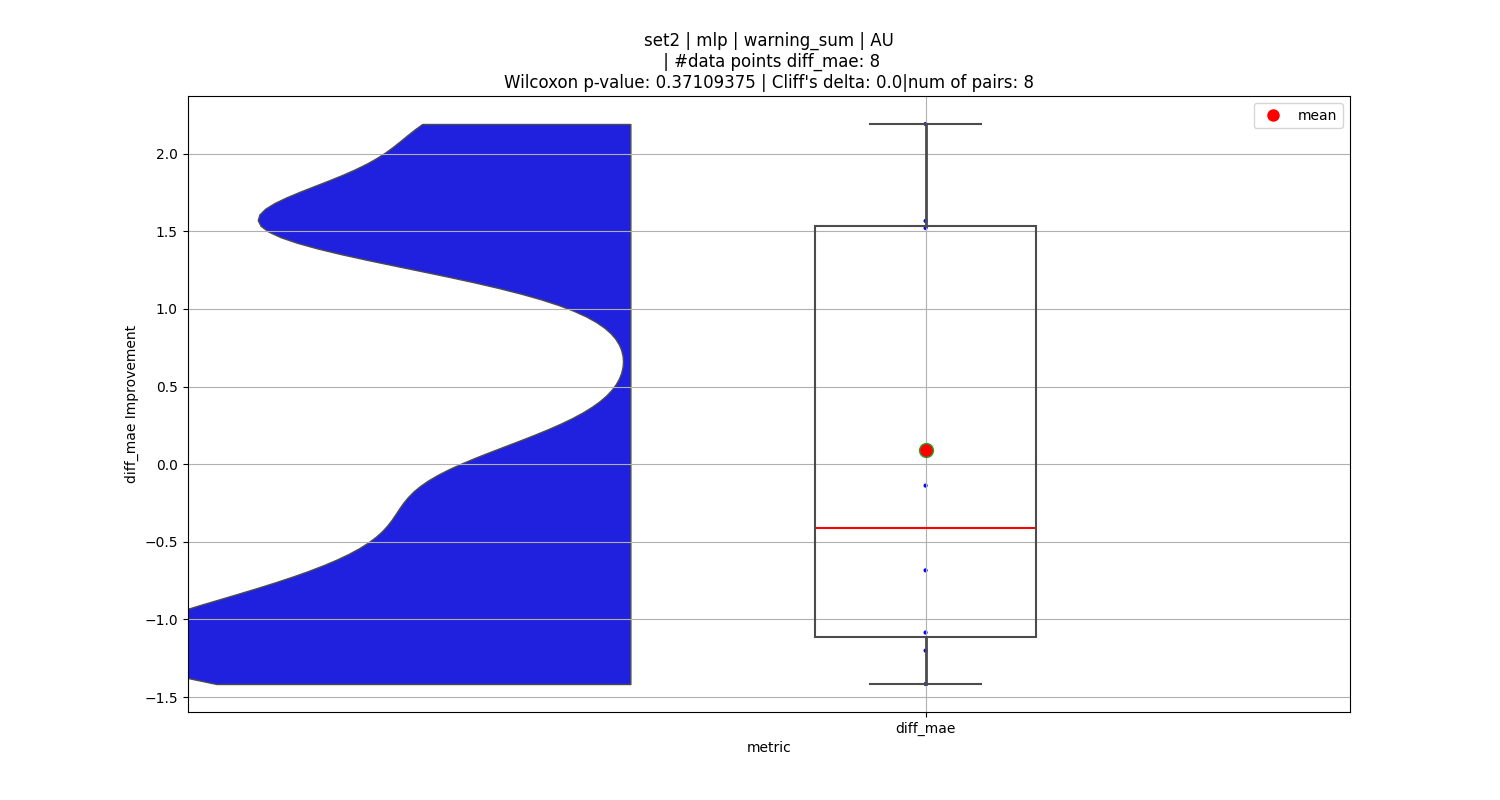 set2 | mlp | warning_sum | AU
| #data points diff_mae: 8
Wilcoxon p-value: 0.37109375 | Cliff's delta: 0.0|num of pairs: 8
mean
2.0
1.5
1.0
0.5
0.0
−0.5
−1.0
−1.5
diff_mae Improvement
diff_mae
metric